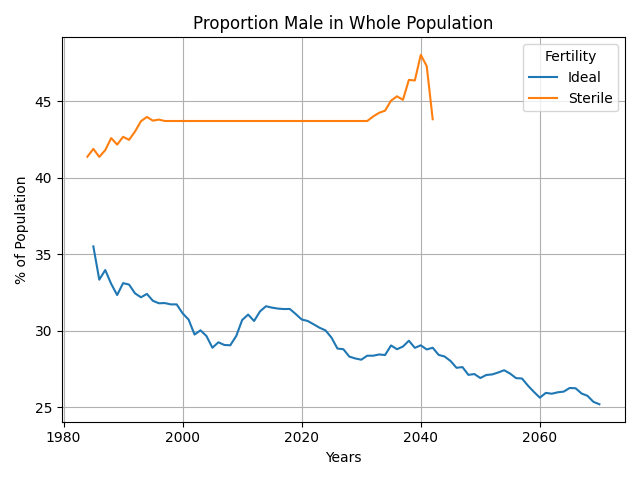 Proportion Male in Whole Population
Fertility
Ideal
Sterile
% of Population
45
40
35
30
25
1980
2000
2020
2040
2060
Years